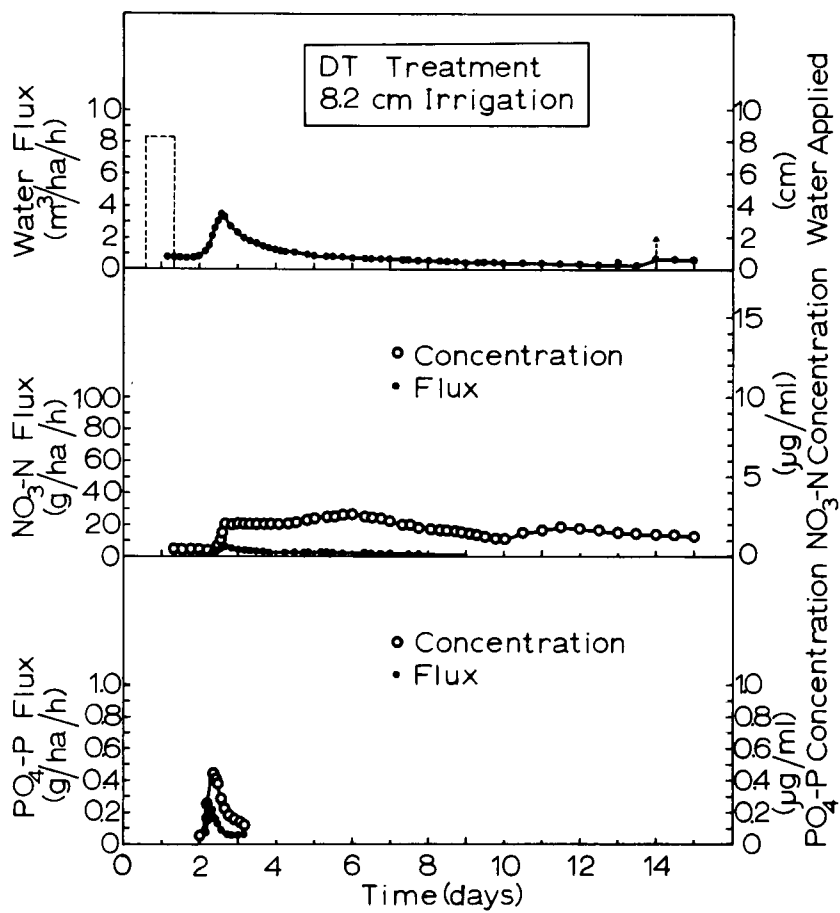 DT Treatment
8.2 cm Irrigation
Water Flux
(m³/ha/h)
10
8
6
4
2
0
10
8
6
4
2
0
(cm)
Water Applied
Concentration
Flux
NO₃-N Flux
(g/ha/h)
100
80
60
40
20
0
15
10
5
0
(µg/ml)
NO₃-N Concentration
Concentration
Flux
PO₄-P Flux
(g/ha/h)
1.0
0.8
0.6
0.4
0.2
0
1.0
0.8
0.6
0.4
0.2
0
(µg/ml)
PO₄-P Concentration
0 2 4 6 8 10 12 14
Time (days)